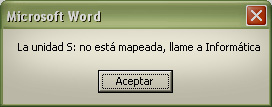 Microsoft Word
La unidad S: no está mapeada, llame a Informática
Aceptar